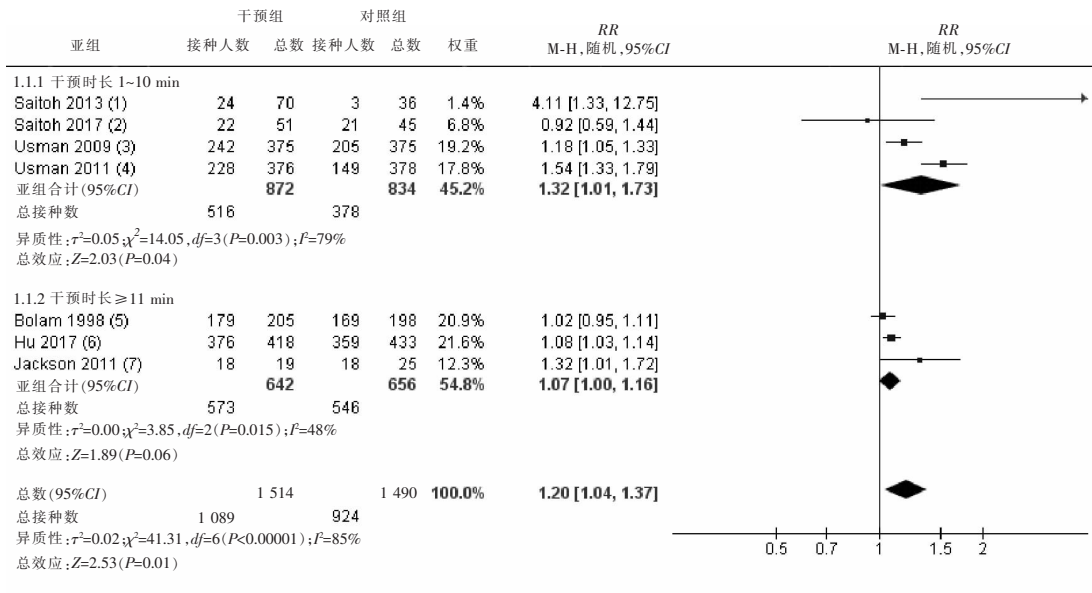 干预组 对照组 RR RR
亚组 接种人数 总数 接种人数 总数 权重 M-H,随机,95%CI M-H,随机,95%CI
1.1.1 干预时长 1~10 min
Saitoh 2013 (1) 24 70 3 36 1.4% 4.11 [1.33, 12.75]
Saitoh 2017 (2) 22 51 21 45 6.8% 0.92 [0.59, 1.44]
Usman 2009 (3) 242 375 205 375 19.2% 1.18 [1.05, 1.33]
Usman 2011 (4) 228 376 149 378 17.8% 1.54 [1.33, 1.79]
亚组合计(95%CI) 872 834 45.2% 1.32 [1.01, 1.73]
总接种数 516 378
异质性:τ²=0.05;χ²=14.05,df=3(P=0.003);I²=79%
总效应:Z=2.03(P=0.04)
1.1.2 干预时长≥11 min
Bolam 1998 (5) 179 205 169 198 20.9% 1.02 [0.95, 1.11]
Hu 2017 (6) 376 418 359 433 21.6% 1.08 [1.03, 1.14]
Jackson 2011 (7) 18 19 18 25 12.3% 1.32 [1.01, 1.72]
亚组合计(95%CI) 642 656 54.8% 1.07 [1.00, 1.16]
总接种数 573 546
异质性:τ²=0.00;χ²=3.85,df=2(P=0.015);I²=48%
总效应:Z=1.89(P=0.06)
总数(95%CI) 1 514 1 490 100.0% 1.20 [1.04, 1.37]
总接种数 1 089 924
异质性:τ²=0.02;χ²=41.31,df=6(P<0.00001);I²=85%
总效应:Z=2.53(P=0.01)
0.5 0.7 1 1.5 2